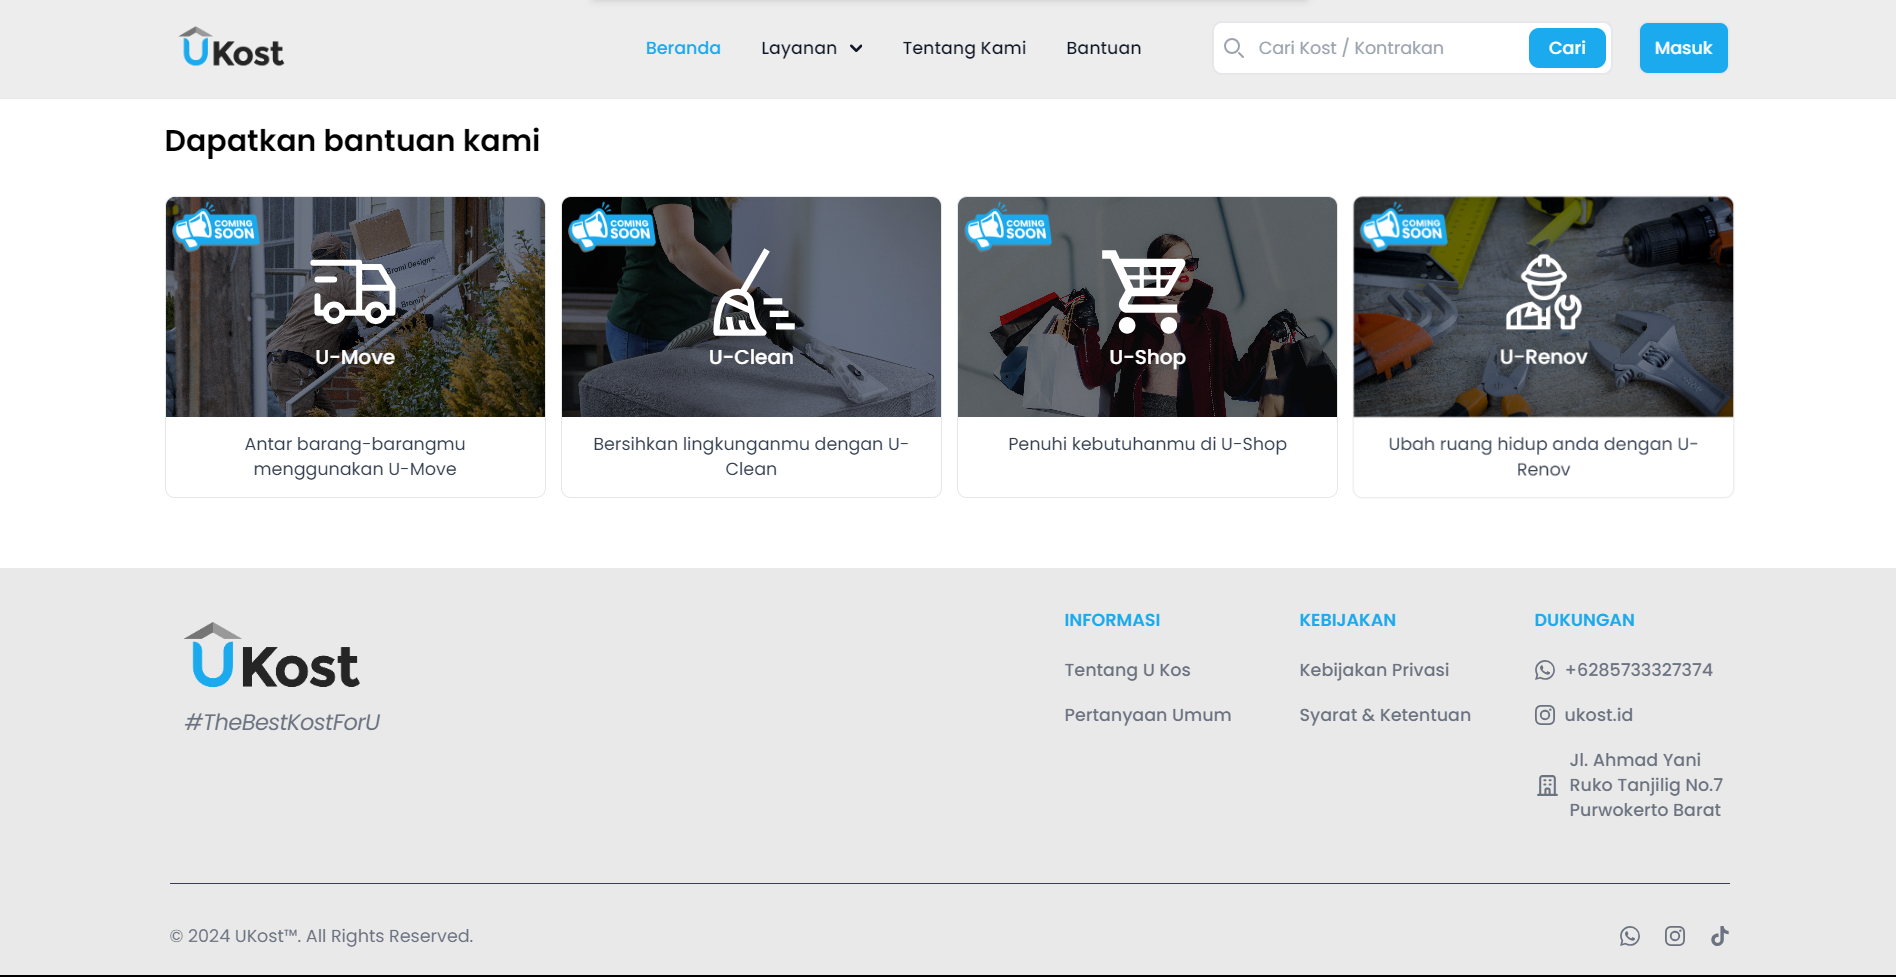 UKost
Beranda
Layanan
Tentang Kami
Bantuan
Cari Kost / Kontrakan
Cari
Masuk
Dapatkan bantuan kami
COMING
SOON
Brami Design™
U-Move
Antar barang-barangmu
menggunakan U-Move
COMING
SOON
U-Clean
Bersihkan lingkunganmu dengan U-
Clean
COMING
SOON
U-Shop
Penuhi kebutuhanmu di U-Shop
COMING
SOON
12
U-Renov
Ubah ruang hidup anda dengan U-
Renov
UKost
#TheBestKostForU
INFORMASI
Tentang U Kos
Pertanyaan Umum
KEBIJAKAN
Kebijakan Privasi
Syarat & Ketentuan
DUKUNGAN
+6285733327374
ukost.id
Jl. Ahmad Yani
Ruko Tanjilig No.7
Purwokerto Barat
© 2024 UKost™. All Rights Reserved.